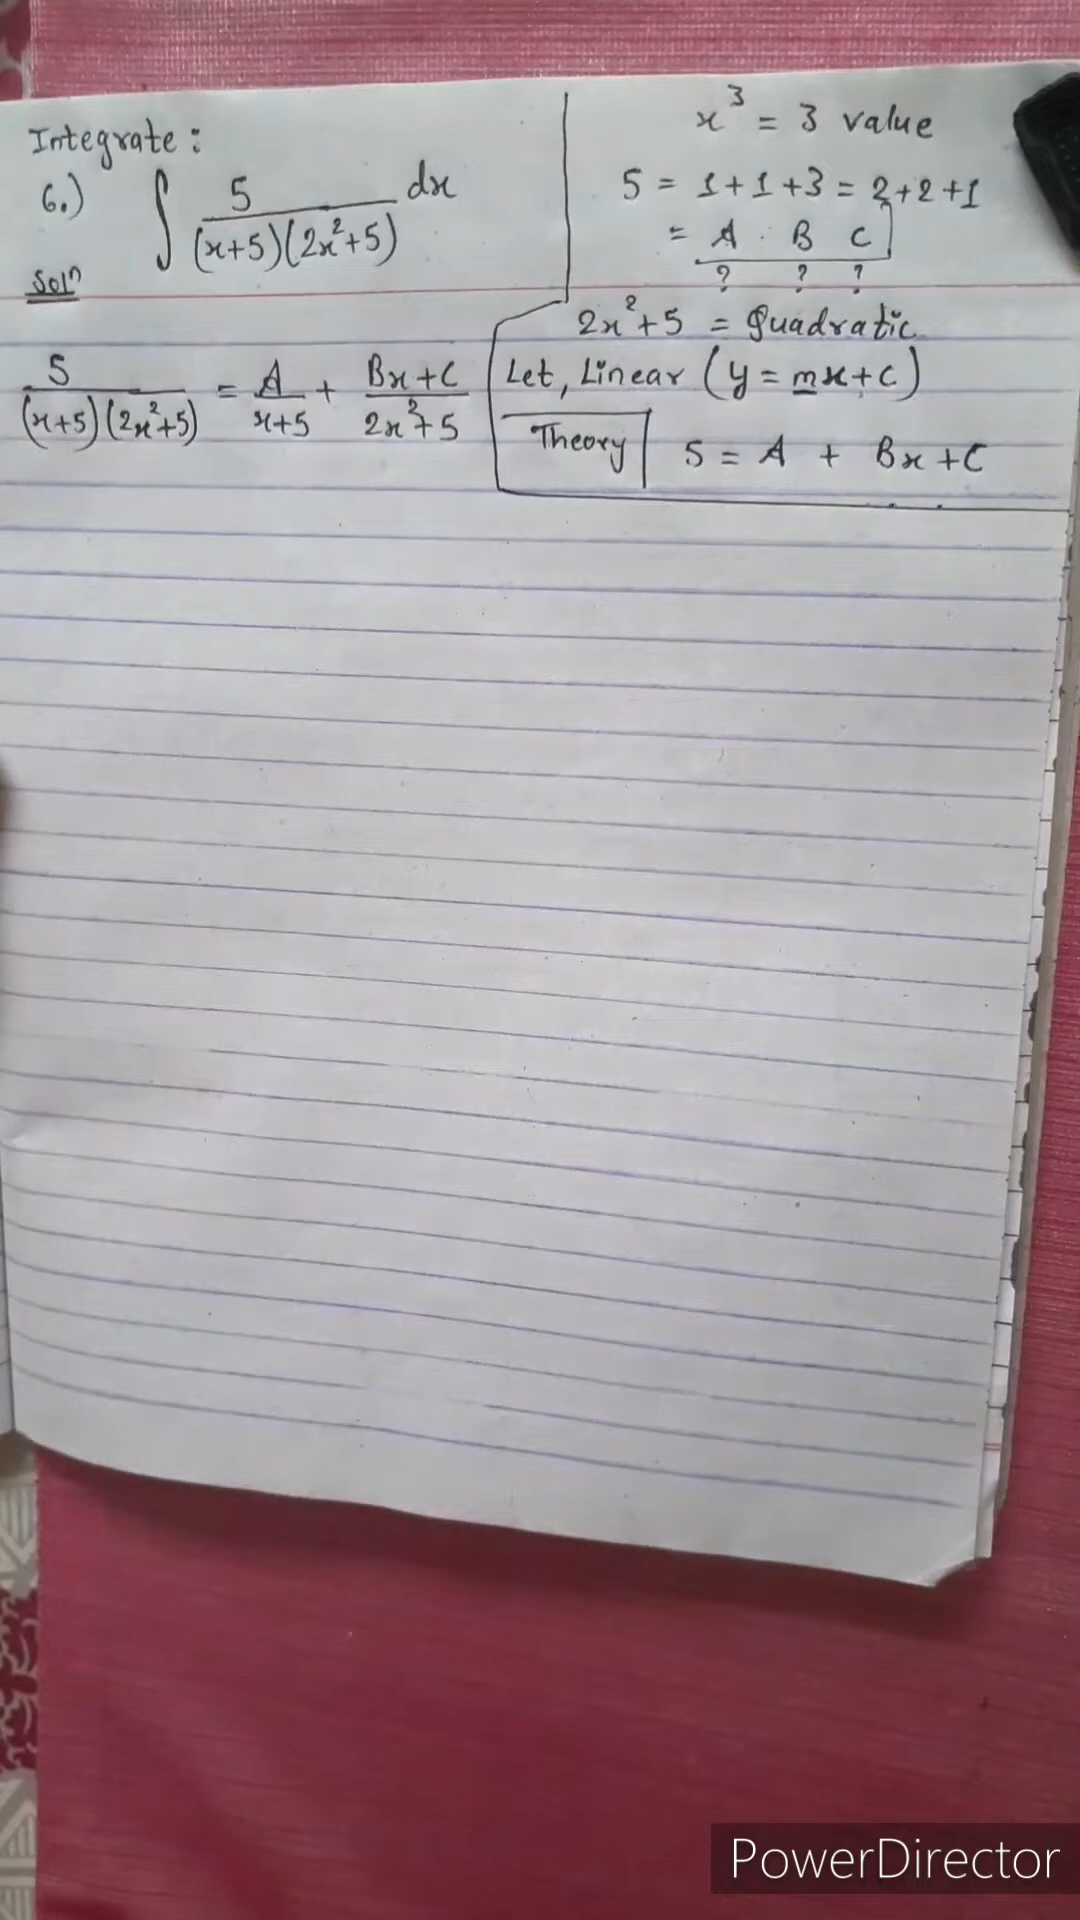 Integrate :
6.) ∫ 5/((x+5)(2x²+5)) dx
Solⁿ
5/((x+5)(2x²+5)) = A/(x+5) + (Bx+C)/(2x²+5)
x³ = 3 value
5 = 1+1+3 = 2+2+1
= A . B C
? ? ?
2x²+5 = Quadratic
Let, Linear (y = mx+c)
Theory 5 = A + Bx+C
PowerDirector